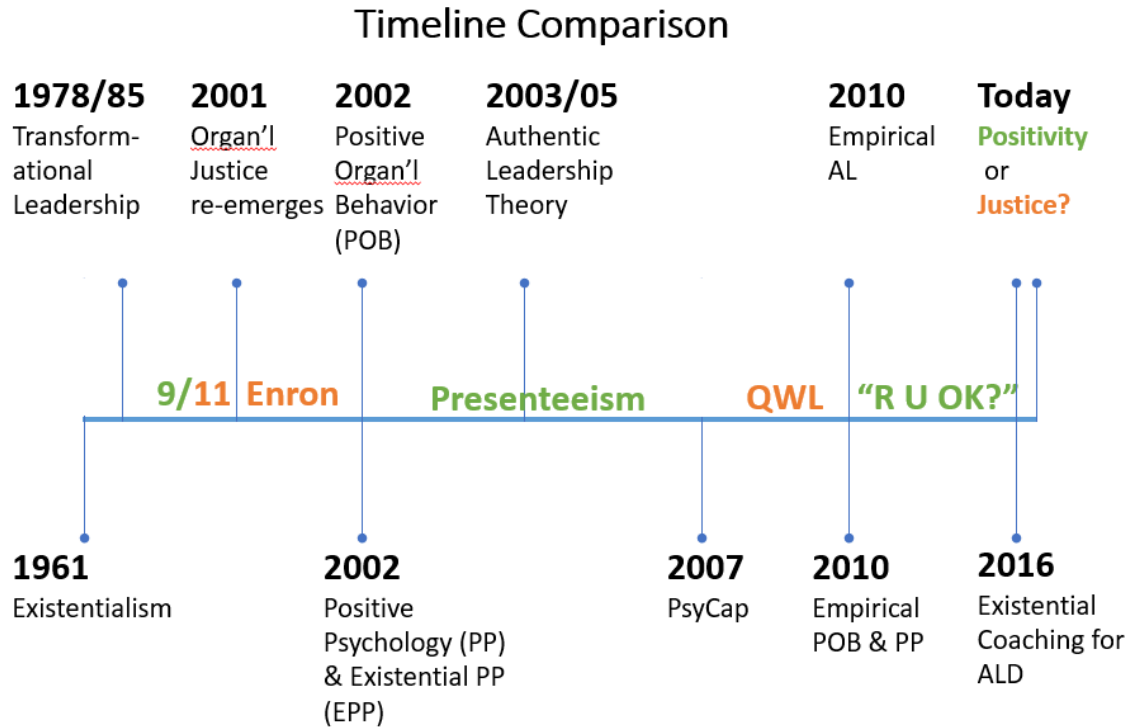 Timeline Comparison
1978/85
Transform-
ational
Leadership
2001
Organ'l
Justice
re-emerges
2002
Positive
Organ'l
Behavior
(POB)
2003/05
Authentic
Leadership
Theory
2010
Empirical
AL
Today
Positivity
or
Justice?
9/11 Enron
Presenteeism
QWL
“R U OK?”
1961
Existentialism
2002
Positive
Psychology (PP)
& Existential PP
(EPP)
2007
PsyCap
2010
Empirical
POB & PP
2016
Existential
Coaching for
ALD